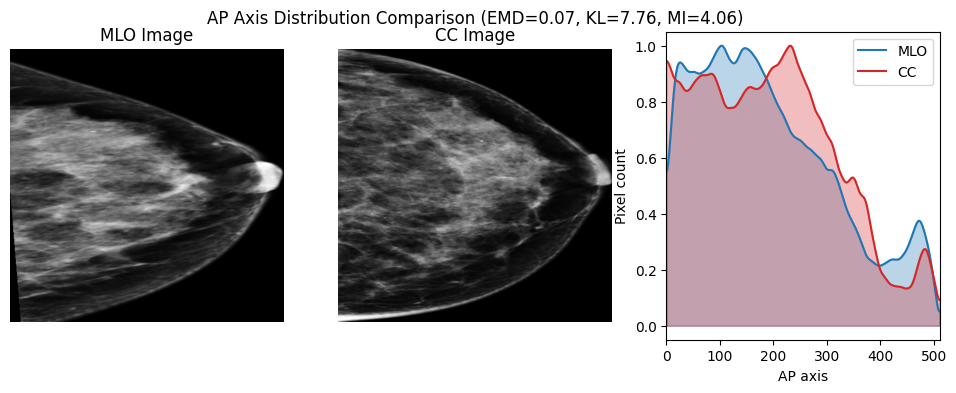 AP Axis Distribution Comparison (EMD=0.07, KL=7.76, MI=4.06)
MLO Image
CC Image
MLO
CC
Pixel count
1.0
0.8
0.6
0.4
0.2
0.0
0 100 200 300 400 500
AP axis